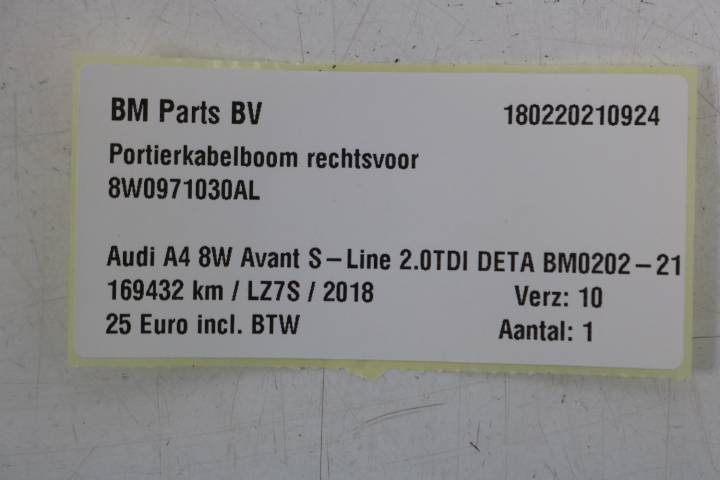 BM Parts BV 180220210924
Portierkabelboom rechtsvoor
8W0971030AL
Audi A4 8W Avant S-Line 2.0TDI DETA BM0202-21
169432 km / LZ7S / 2018 Verz: 10
25 Euro incl. BTW Aantal: 1